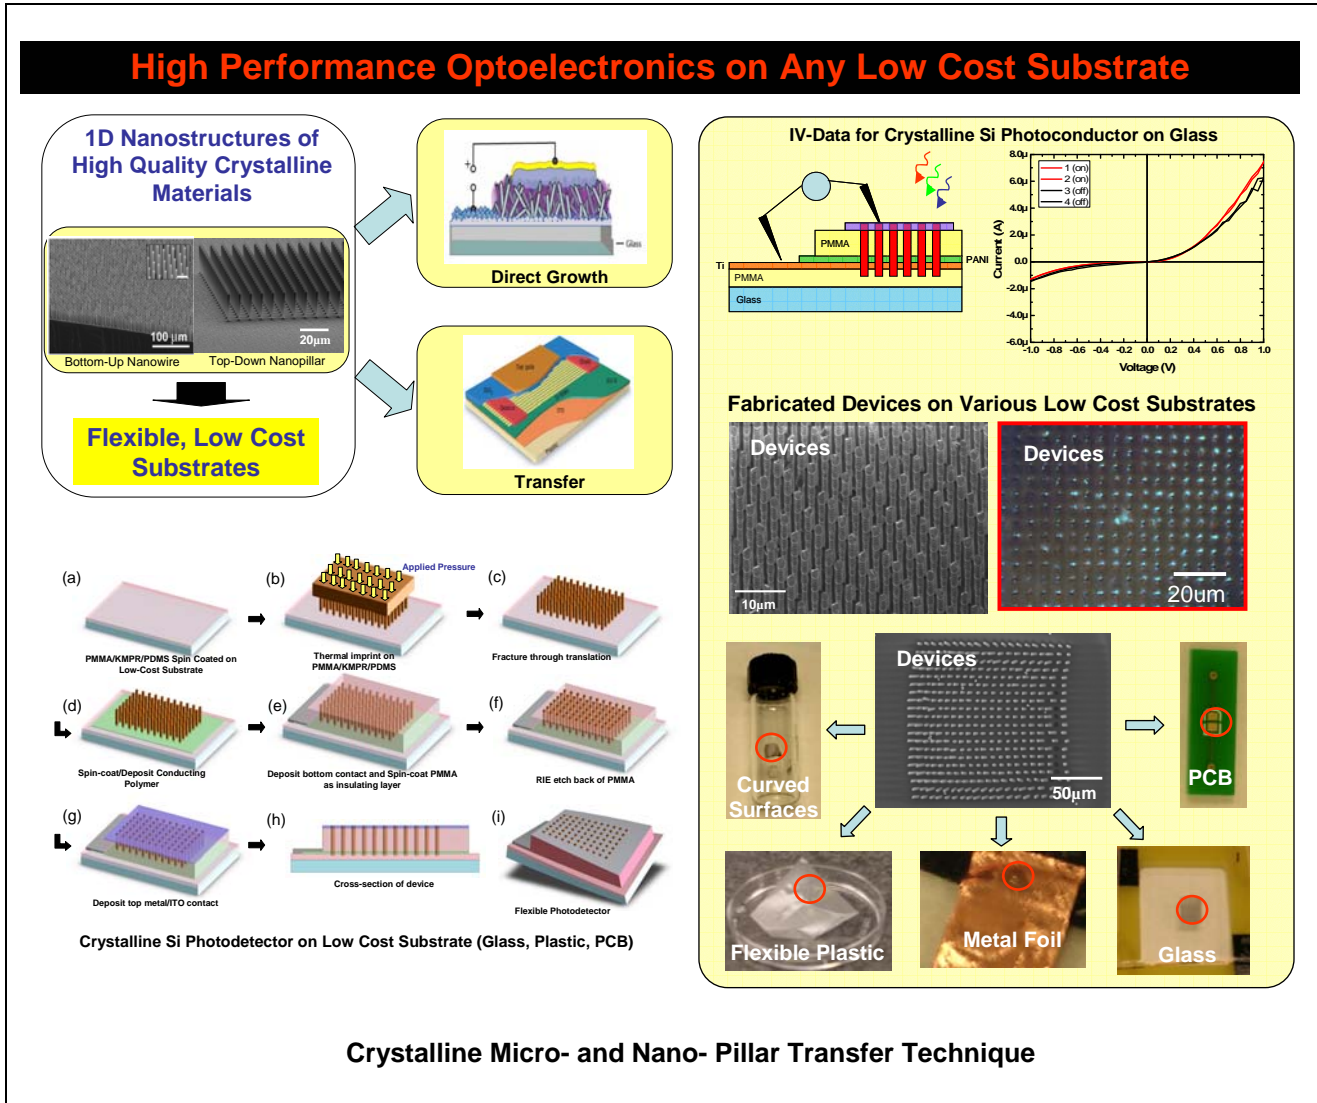 High Performance Optoelectronics on Any Low Cost Substrate
1D Nanostructures of
High Quality Crystalline
Materials
100 µm
20µm
Bottom-Up Nanowire
Top-Down Nanopillar
Flexible, Low Cost
Substrates
+
Glass
Direct Growth
Transfer
(a)
PMMA/KMPR/PDMS Spin Coated on
Low-Cost Substrate
(b)
Applied Pressure
Thermal imprint on
PMMA/KMPR/PDMS
(c)
Fracture through translation
(d)
Spin-coat/Deposit Conducting
Polymer
(e)
Deposit bottom contact and Spin-coat PMMA
as insulating layer
(f)
RIE etch back of PMMA
(g)
Deposit top metal/ITO contact
(h)
Cross-section of device
(i)
Flexible Photodetector
Crystalline Si Photodetector on Low Cost Substrate (Glass, Plastic, PCB)
IV-Data for Crystalline Si Photoconductor on Glass
PMMA
PANI
Ti
PMMA
Glass
8.0µ
6.0µ
4.0µ
2.0µ
0.0
-2.0µ
-4.0µ
-6.0µ
Current (A)
1 (on)
2 (on)
3 (off)
4 (off)
-1.0 -0.8 -0.6 -0.4 -0.2 0.0 0.2 0.4 0.6 0.8 1.0
Voltage (V)
Fabricated Devices on Various Low Cost Substrates
Devices
10µm
Devices
20um
Curved
Surfaces
Devices
50µm
PCB
Flexible Plastic
Metal Foil
Glass
Crystalline Micro- and Nano- Pillar Transfer Technique